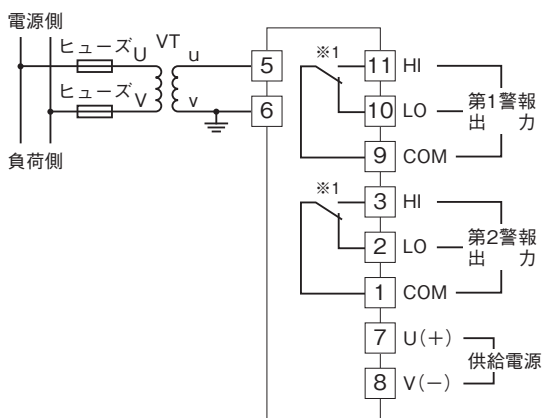 電源側
ヒューズ U VT u
ヒューズ V v
負荷側
5
6
※1
11 HI
10 LO
9 COM
第1警報
出 力
※1
3 HI
2 LO
1 COM
第2警報
出 力
7 U(+)
8 V(−)
供給電源